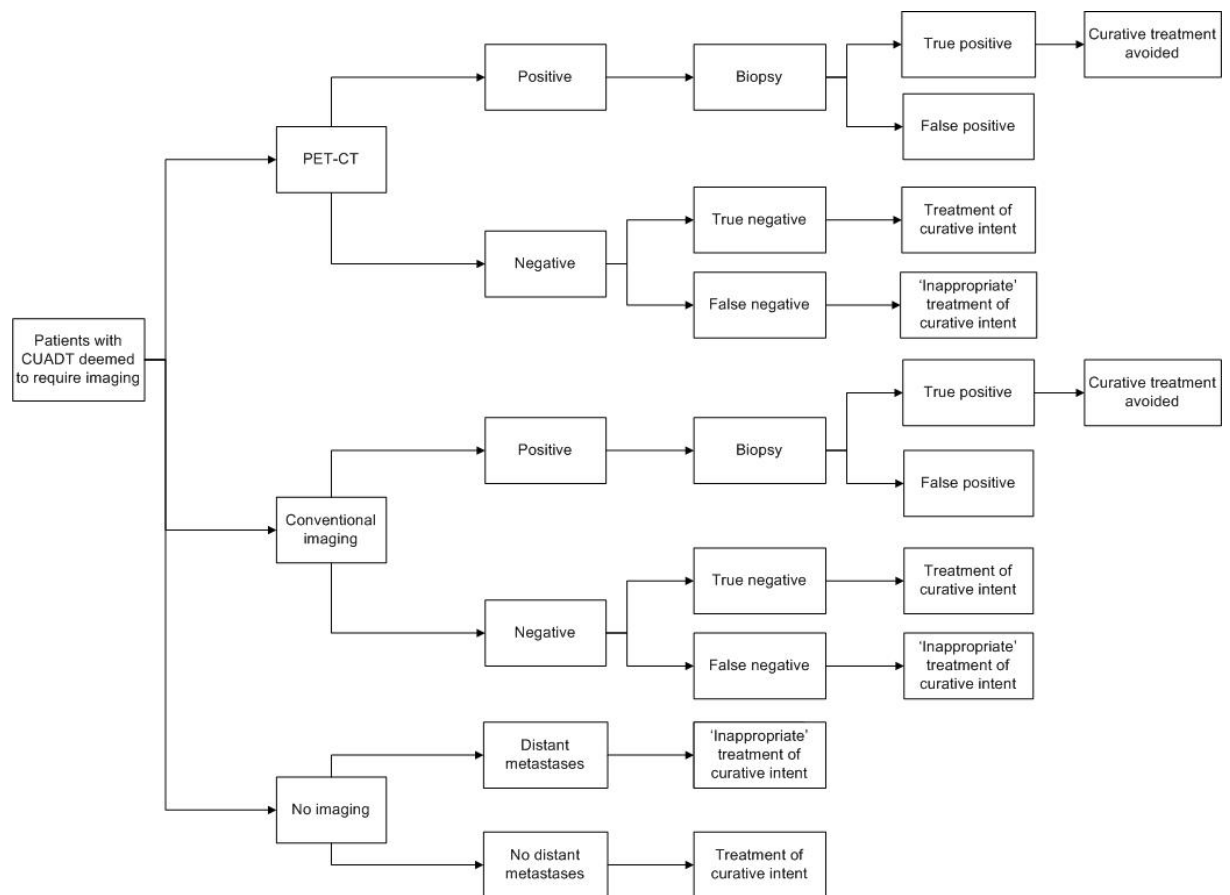 True positive
Curative treatment
avoided
Positive
Biopsy
False positive
PET-CT
True negative
Treatment of
curative intent
Negative
False negative
‘Inappropriate’
treatment of
curative intent
Patients with
CUADT deemed
to require imaging
True positive
Curative treatment
avoided
Positive
Biopsy
False positive
Conventional
imaging
True negative
Treatment of
curative intent
Negative
False negative
‘Inappropriate’
treatment of
curative intent
Distant
metastases
‘Inappropriate’
treatment of
curative intent
No imaging
No distant
metastases
Treatment of
curative intent